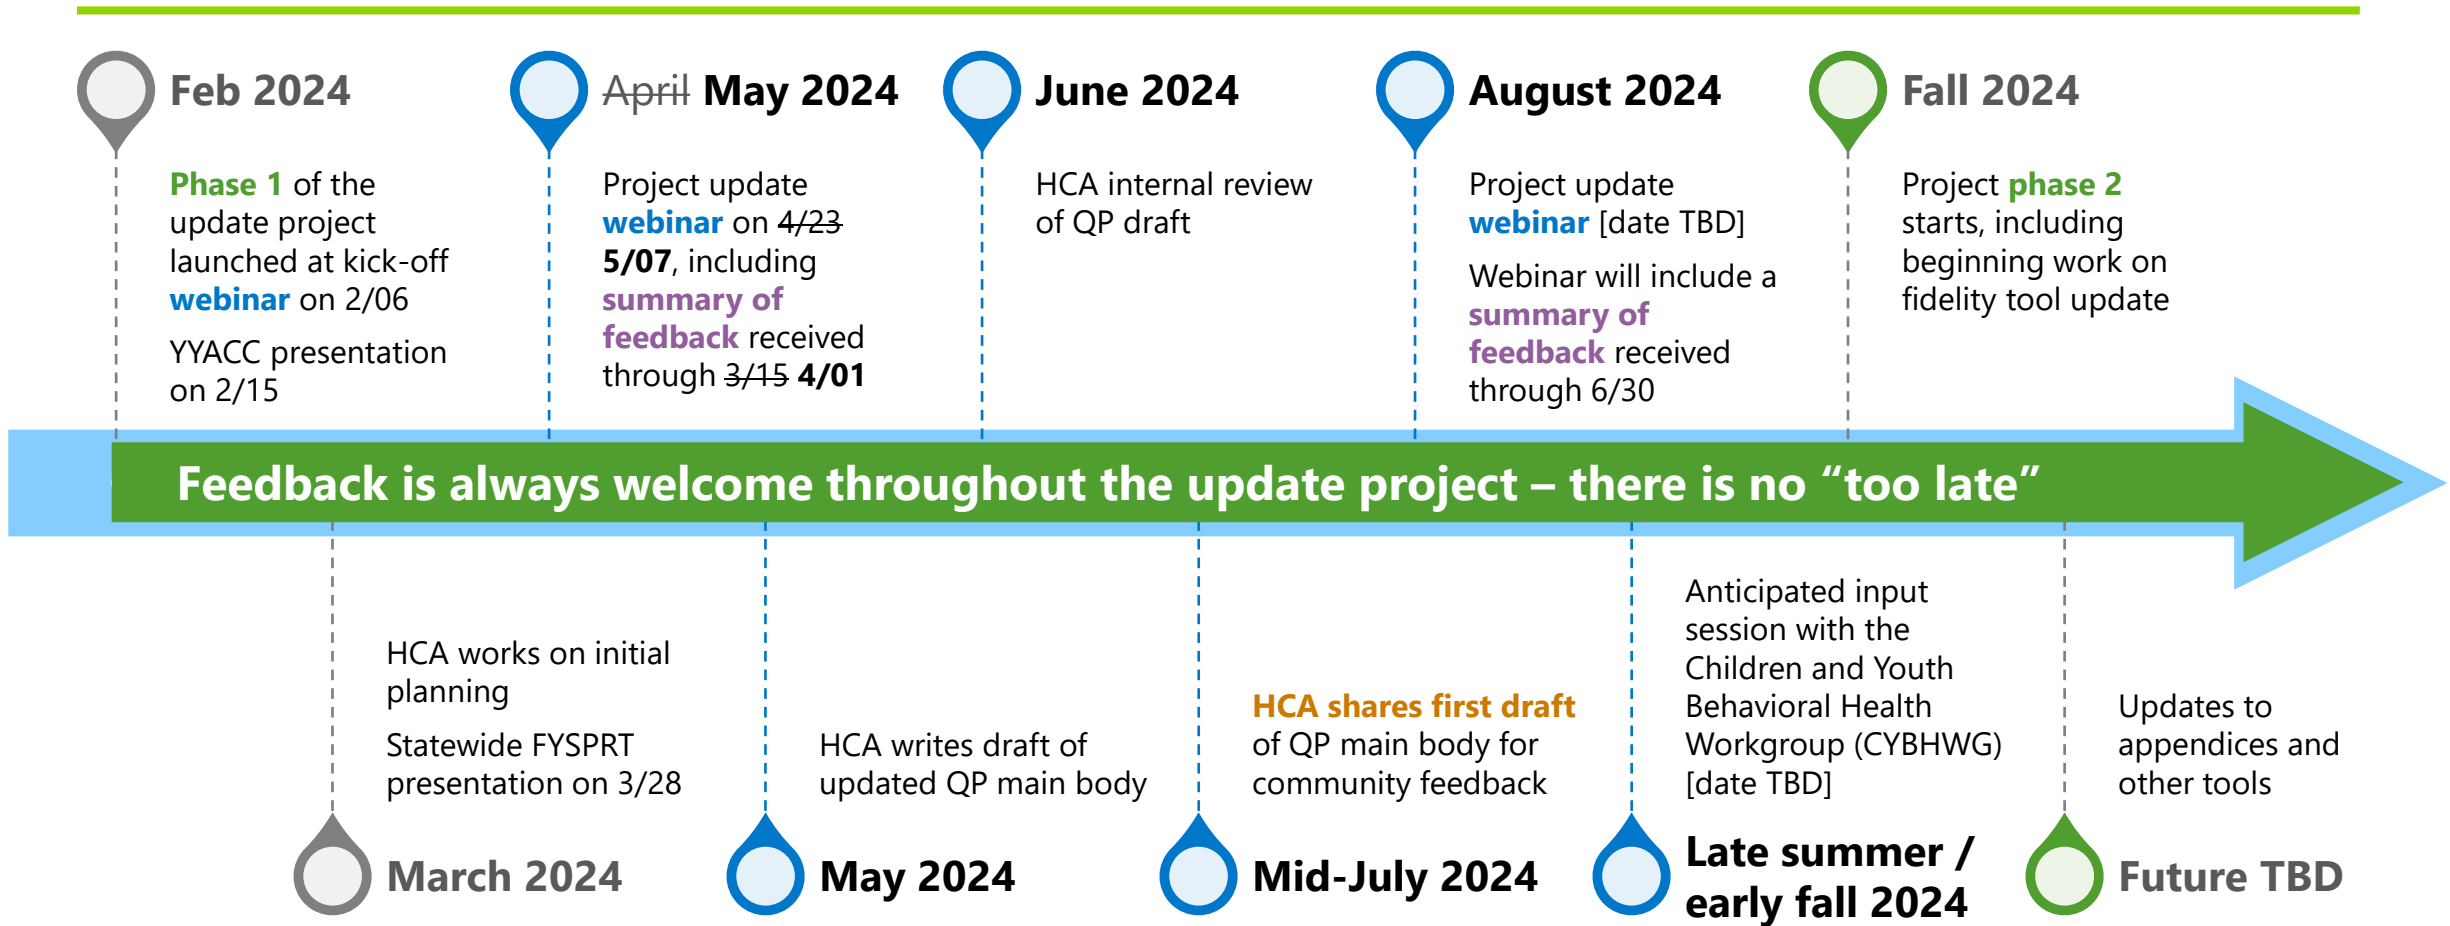 Feb 2024
Phase 1 of the
update project
launched at kick-off
webinar on 2/06
YYACC presentation
on 2/15
April May 2024
Project update
webinar on 4/23
5/07, including
summary of
feedback received
through 3/15 4/01
June 2024
HCA internal review
of QP draft
August 2024
Project update
webinar [date TBD]
Webinar will include a
summary of
feedback received
through 6/30
Fall 2024
Project phase 2
starts, including
beginning work on
fidelity tool update
Feedback is always welcome throughout the update project – there is no “too late”
HCA works on initial
planning
Statewide FYSPRT
presentation on 3/28
March 2024
HCA writes draft of
updated QP main body
May 2024
HCA shares first draft
of QP main body for
community feedback
Mid-July 2024
Anticipated input
session with the
Children and Youth
Behavioral Health
Workgroup (CYBHWG)
[date TBD]
Late summer /
early fall 2024
Updates to
appendices and
other tools
Future TBD